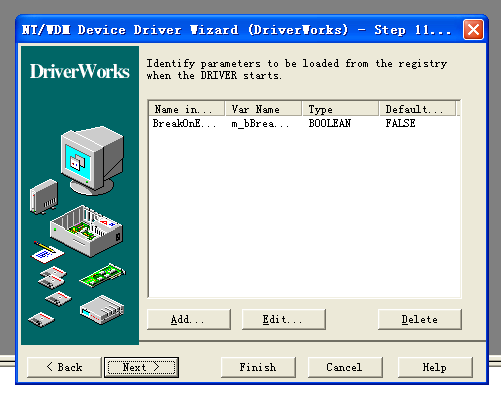 NT/WDM Device Driver Wizard (DriverWorks) - Step 11...
DriverWorks
Identify parameters to be loaded from the registry
when the DRIVER starts.
Name in... Var Name Type Default...
BreakOnE... m_bBrea... BOOLEAN FALSE
Add... Edit... Delete
< Back Next > Finish Cancel Help